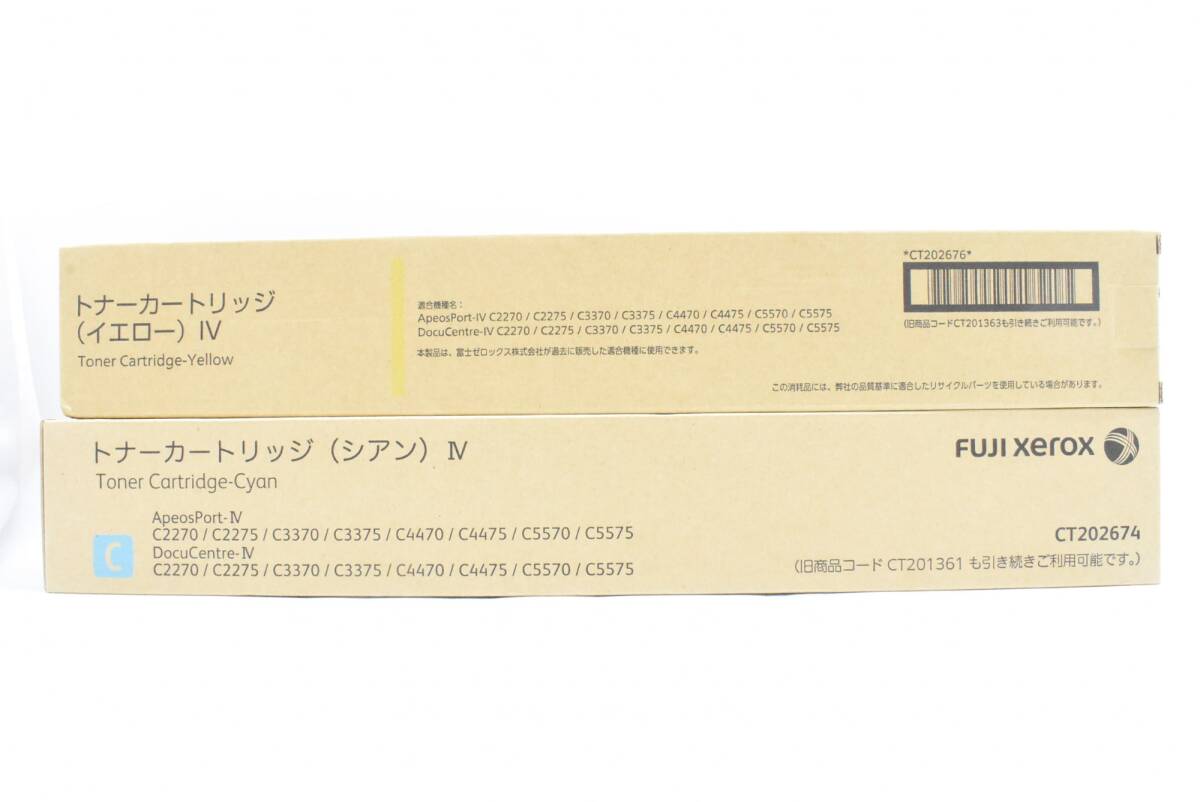 トナーカートリッジ
（イエロー）Ⅳ
Toner Cartridge-Yellow
適合機種名：
ApeosPort-Ⅳ C2270 / C2275 / C3370 / C3375 / C4470 / C4475 / C5570 / C5575
DocuCentre-Ⅳ C2270 / C2275 / C3370 / C3375 / C4470 / C4475 / C5570 / C5575
本製品は、富士ゼロックス株式会社が過去に販売した適合機種に使用できます。
*CT202676*
（旧商品コードCT201363も引き続きご利用可能です。）
この消耗品には、弊社の品質基準に適合したリサイクルパーツを使用している場合があります。
トナーカートリッジ（シアン）Ⅳ
Toner Cartridge-Cyan
FUJI xerox
C
ApeosPort-Ⅳ
C2270 / C2275 / C3370 / C3375 / C4470 / C4475 / C5570 / C5575
DocuCentre-Ⅳ
C2270 / C2275 / C3370 / C3375 / C4470 / C4475 / C5570 / C5575
CT202674
（旧商品コード CT201361 も引き続きご利用可能です。）